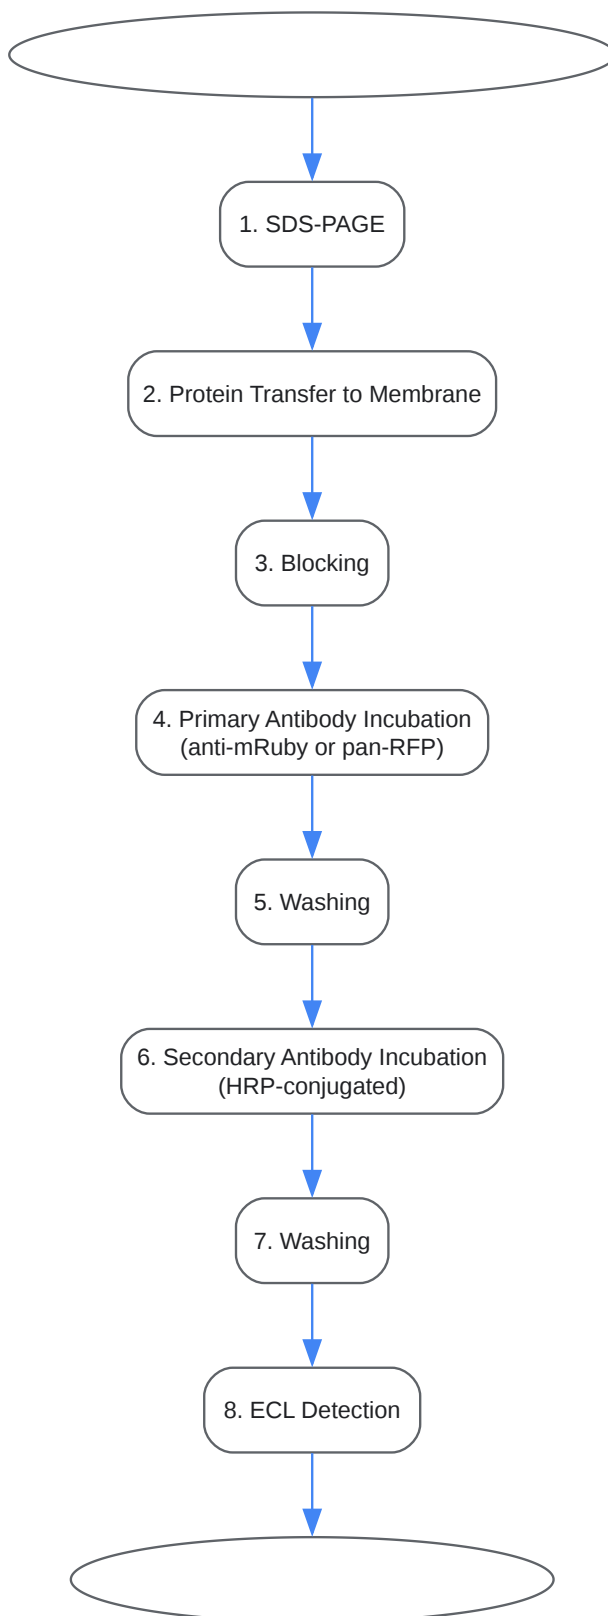 1. SDS-PAGE
2. Protein Transfer to Membrane
3. Blocking
4. Primary Antibody Incubation
(anti-mRuby or pan-RFP)
5. Washing
6. Secondary Antibody Incubation
(HRP-conjugated)
7. Washing
8. ECL Detection